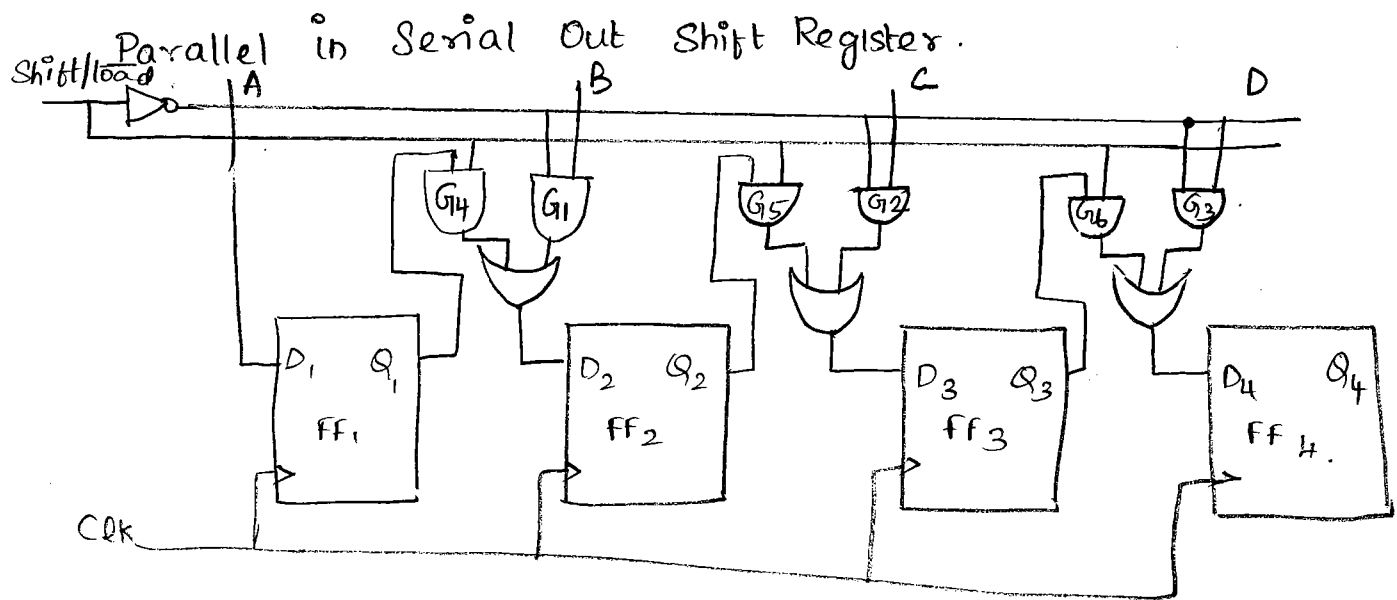 Parallel in Serial Out Shift Register.
Shift/load
A B C D
G4 G1 G5 G2 G6 G3
D1 Q1 D2 Q2 D3 Q3 D4 Q4
FF1 FF2 FF3 FF4.
Clk